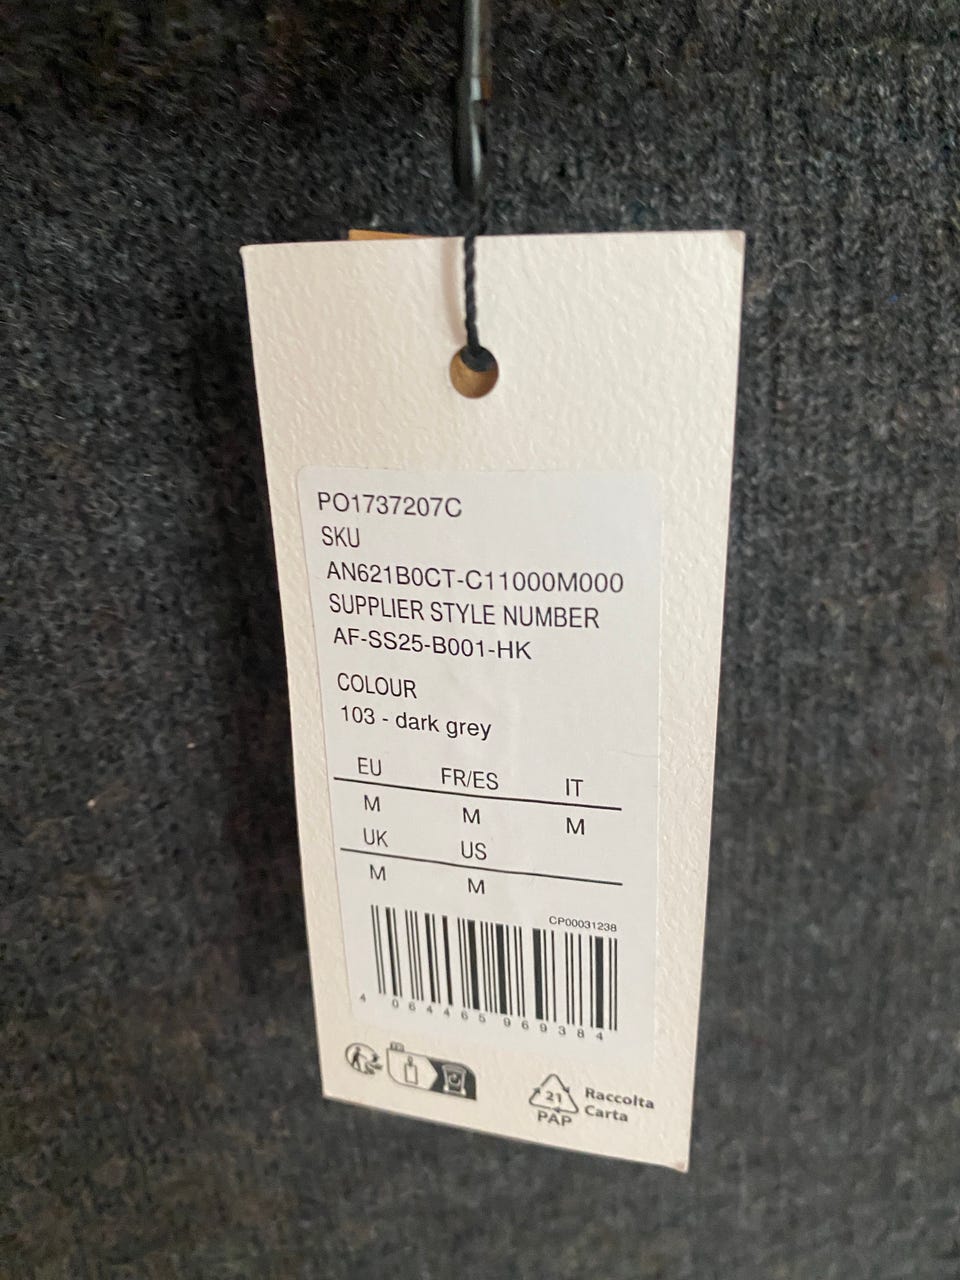 PO1737207C
SKU
AN621B0CT-C11000M000
SUPPLIER STYLE NUMBER
AF-SS25-B001-HK
COLOUR
103 - dark grey
EU FR/ES IT
M M M
UK US
M M
CP00031238
4 064465 969384
21
PAP
Raccolta
Carta